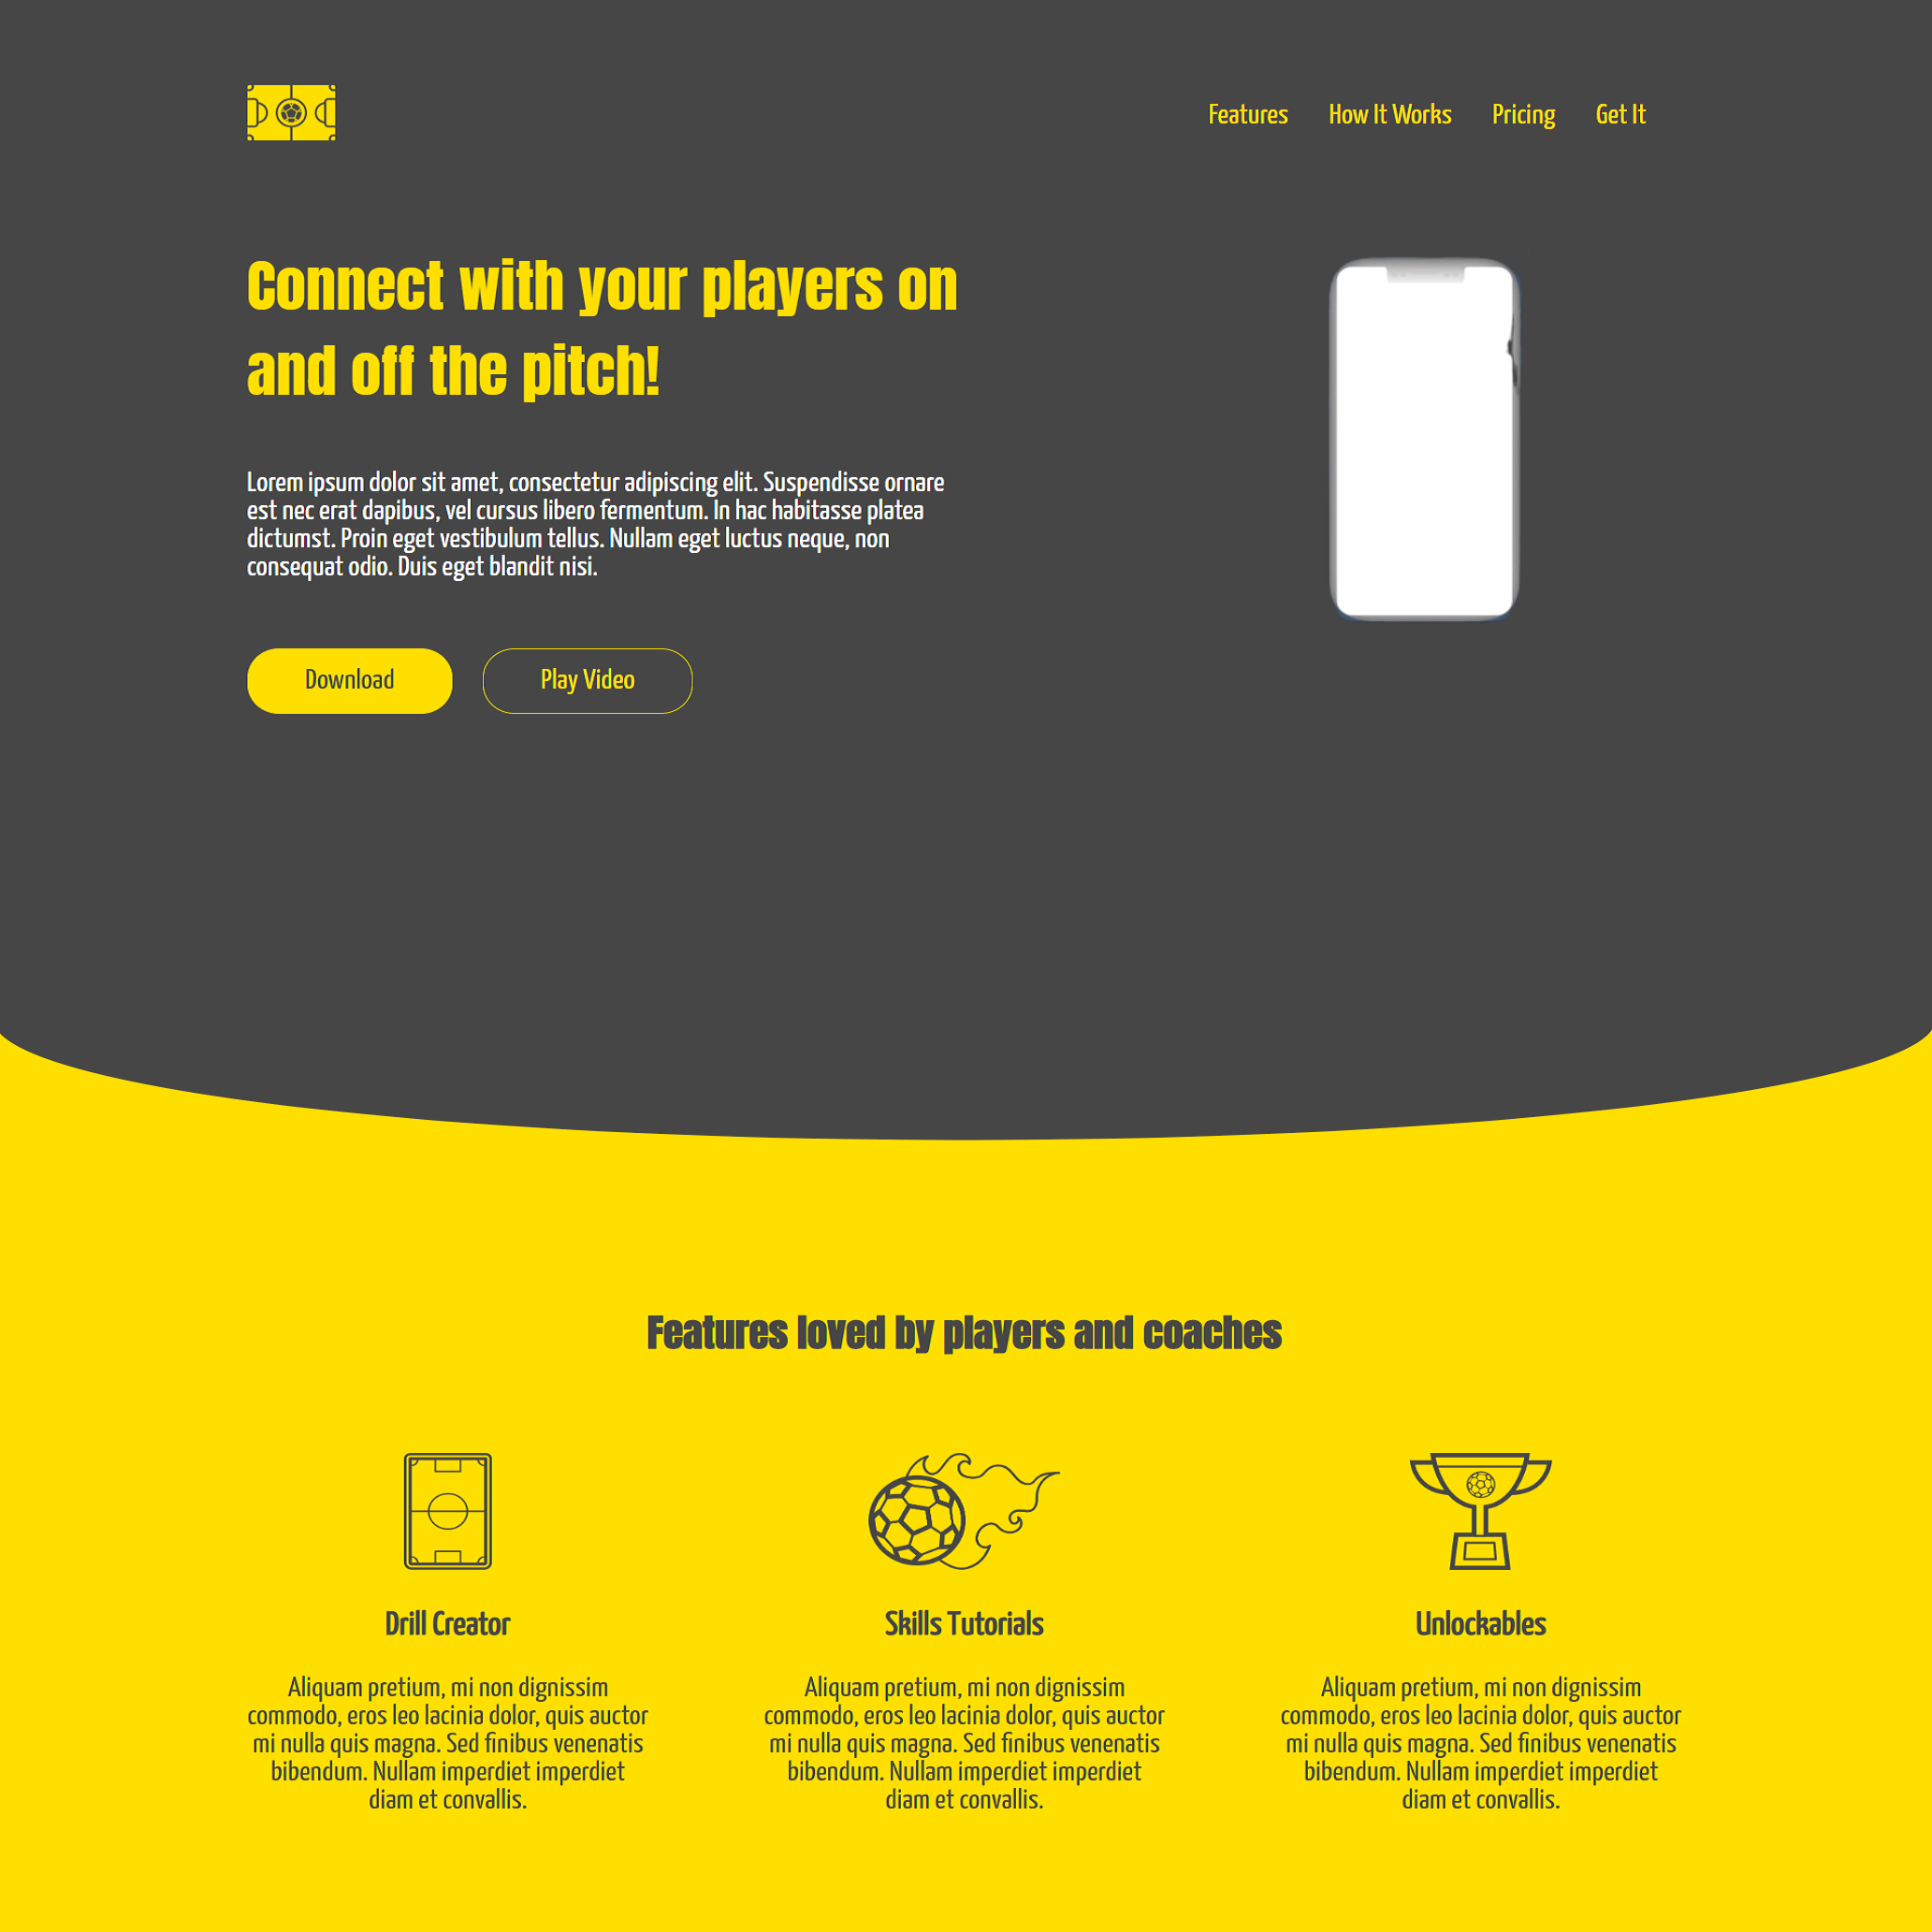 Features How It Works Pricing Get It
Connect with your players on
and off the pitch!
Lorem ipsum dolor sit amet, consectetur adipiscing elit. Suspendisse ornare
est nec erat dapibus, vel cursus libero fermentum. In hac habitasse platea
dictumst. Proin eget vestibulum tellus. Nullam eget luctus neque, non
consequat odio. Duis eget blandit nisi.
Download Play Video
Features loved by players and coaches
Drill Creator
Aliquam pretium, mi non dignissim
commodo, eros leo lacinia dolor, quis auctor
mi nulla quis magna. Sed finibus venenatis
bibendum. Nullam imperdiet imperdiet
diam et convallis.
Skills Tutorials
Aliquam pretium, mi non dignissim
commodo, eros leo lacinia dolor, quis auctor
mi nulla quis magna. Sed finibus venenatis
bibendum. Nullam imperdiet imperdiet
diam et convallis.
Unlockables
Aliquam pretium, mi non dignissim
commodo, eros leo lacinia dolor, quis auctor
mi nulla quis magna. Sed finibus venenatis
bibendum. Nullam imperdiet imperdiet
diam et convallis.